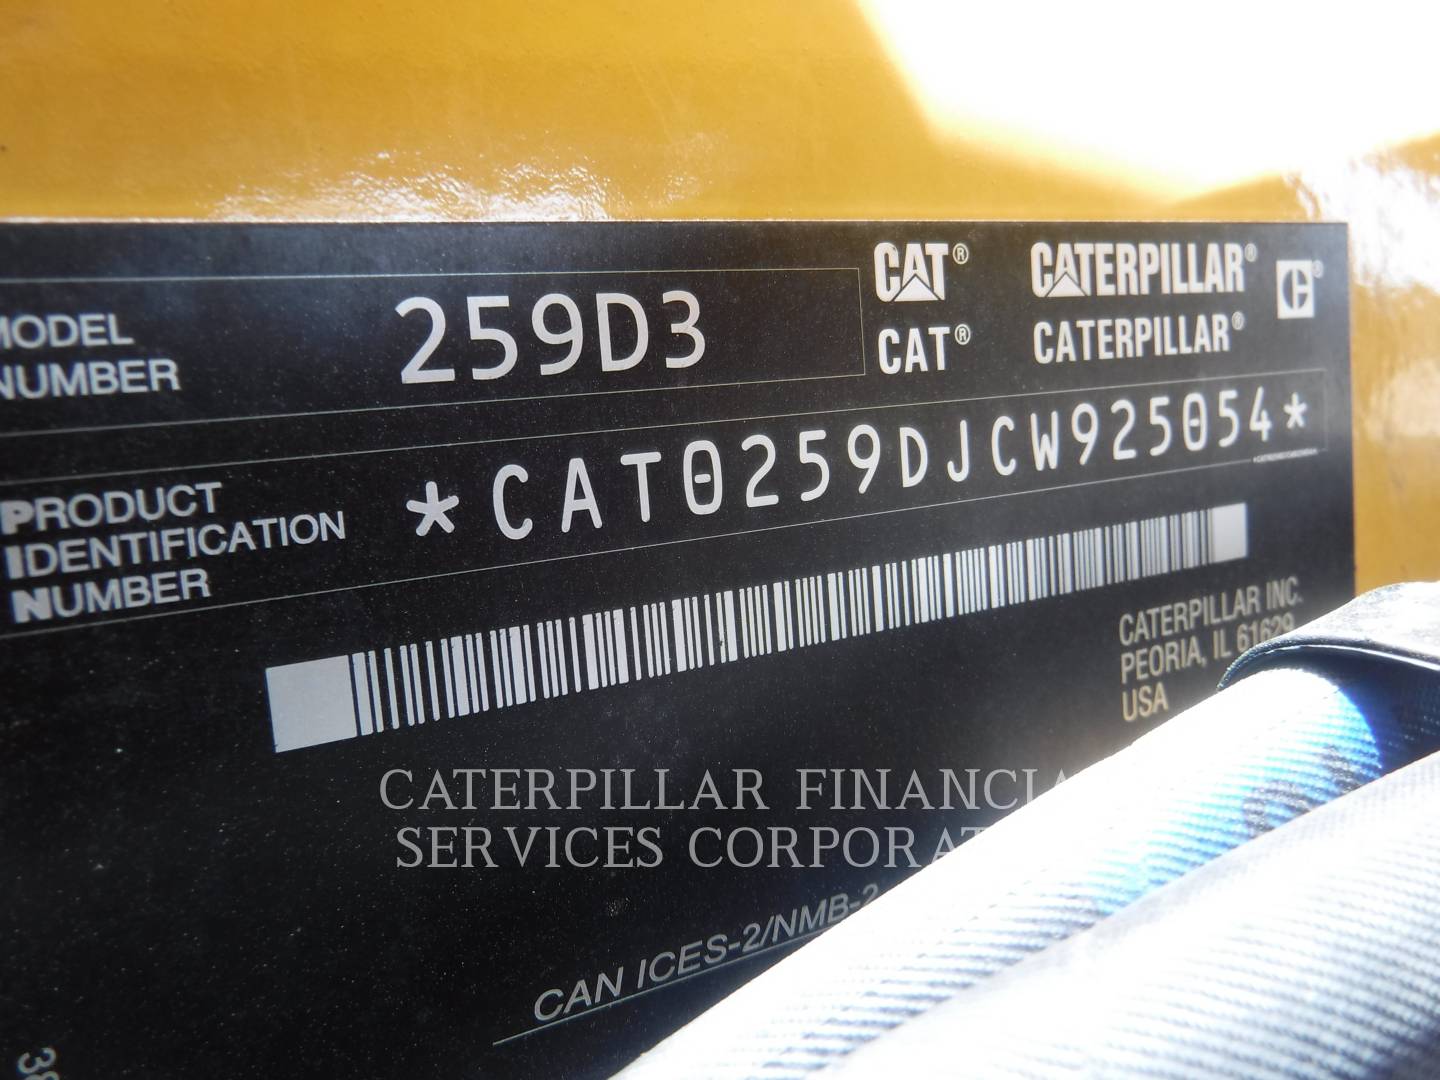 MODEL
NUMBER
259D3
CAT® CATERPILLAR®
CAT® CATERPILLAR®
PRODUCT
IDENTIFICATION
NUMBER
*CAT0259DJCW925054*
CATERPILLAR INC.
PEORIA, IL 61629
USA
CATERPILLAR FINANCIA
SERVICES CORPORAT
CAN ICES-2/NMB-2